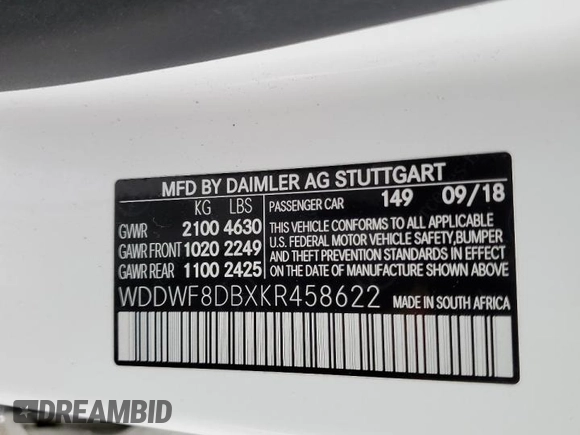 MFD BY DAIMLER AG STUTTGART
KG LBS PASSENGER CAR 149 09/18
GVWR 2100 4630 THIS VEHICLE CONFORMS TO ALL APPLICABLE
GAWR FRONT 1020 2249 U.S. FEDERAL MOTOR VEHICLE SAFETY, BUMPER
AND THEFT PREVENTION STANDARDS IN EFFECT
GAWR REAR 1100 2425 ON THE DATE OF MANUFACTURE SHOWN ABOVE.
WDDWF8DBXKR458622 MADE IN SOUTH AFRICA
DREAMBID